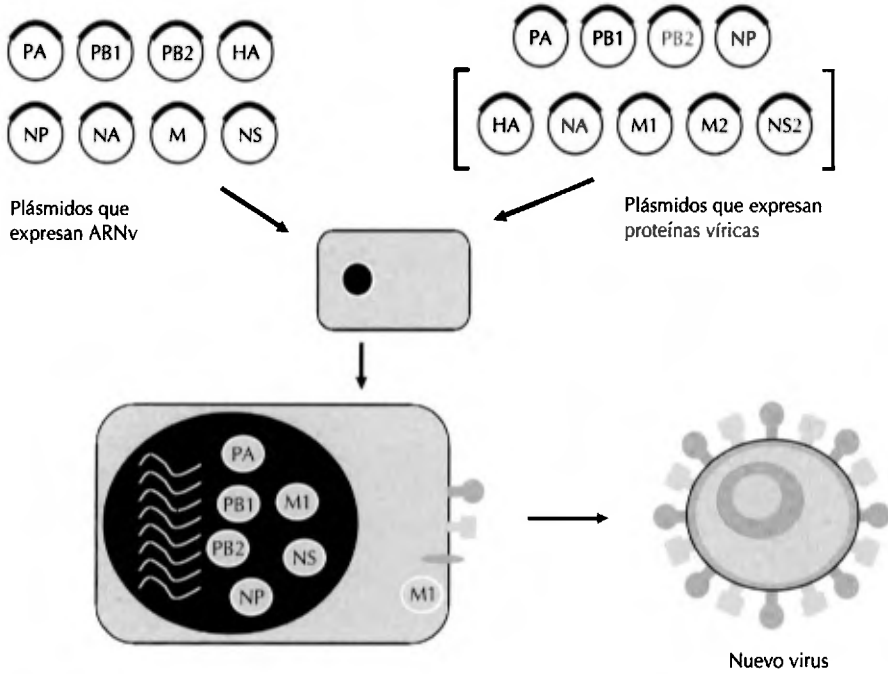 PA PB1 PB2 HA
NP NA M NS
Plásmidos que
expresan ARNv
PA PB1 PB2 NP
HA NA M1 M2 NS2
Plásmidos que expresan
proteínas víricas
PA
PB1 M1
PB2 NS
NP M1
Nuevo virus